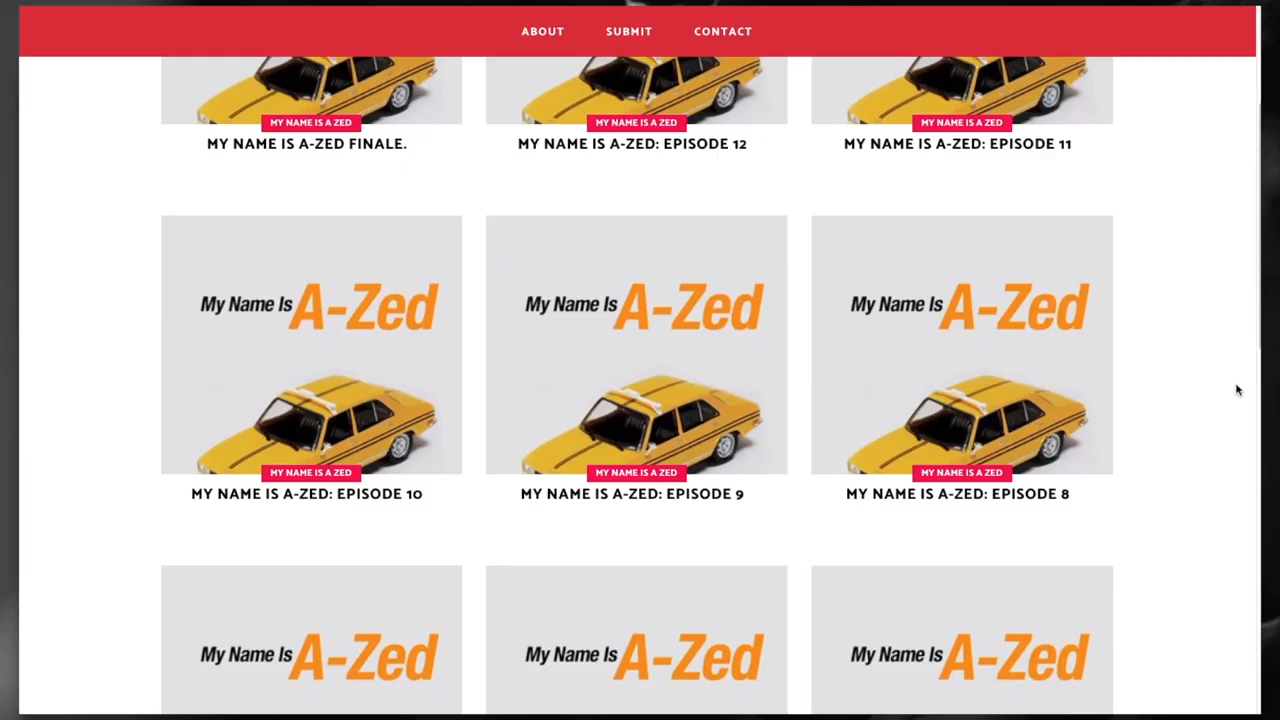 ABOUT SUBMIT CONTACT
MY NAME IS A ZED MY NAME IS A ZED MY NAME IS A ZED
MY NAME IS A-ZED FINALE. MY NAME IS A-ZED: EPISODE 12 MY NAME IS A-ZED: EPISODE 11
My Name Is A-Zed My Name Is A-Zed My Name Is A-Zed
MY NAME IS A ZED MY NAME IS A ZED MY NAME IS A ZED
MY NAME IS A-ZED: EPISODE 10 MY NAME IS A-ZED: EPISODE 9 MY NAME IS A-ZED: EPISODE 8
My Name Is A-Zed My Name Is A-Zed My Name Is A-Zed